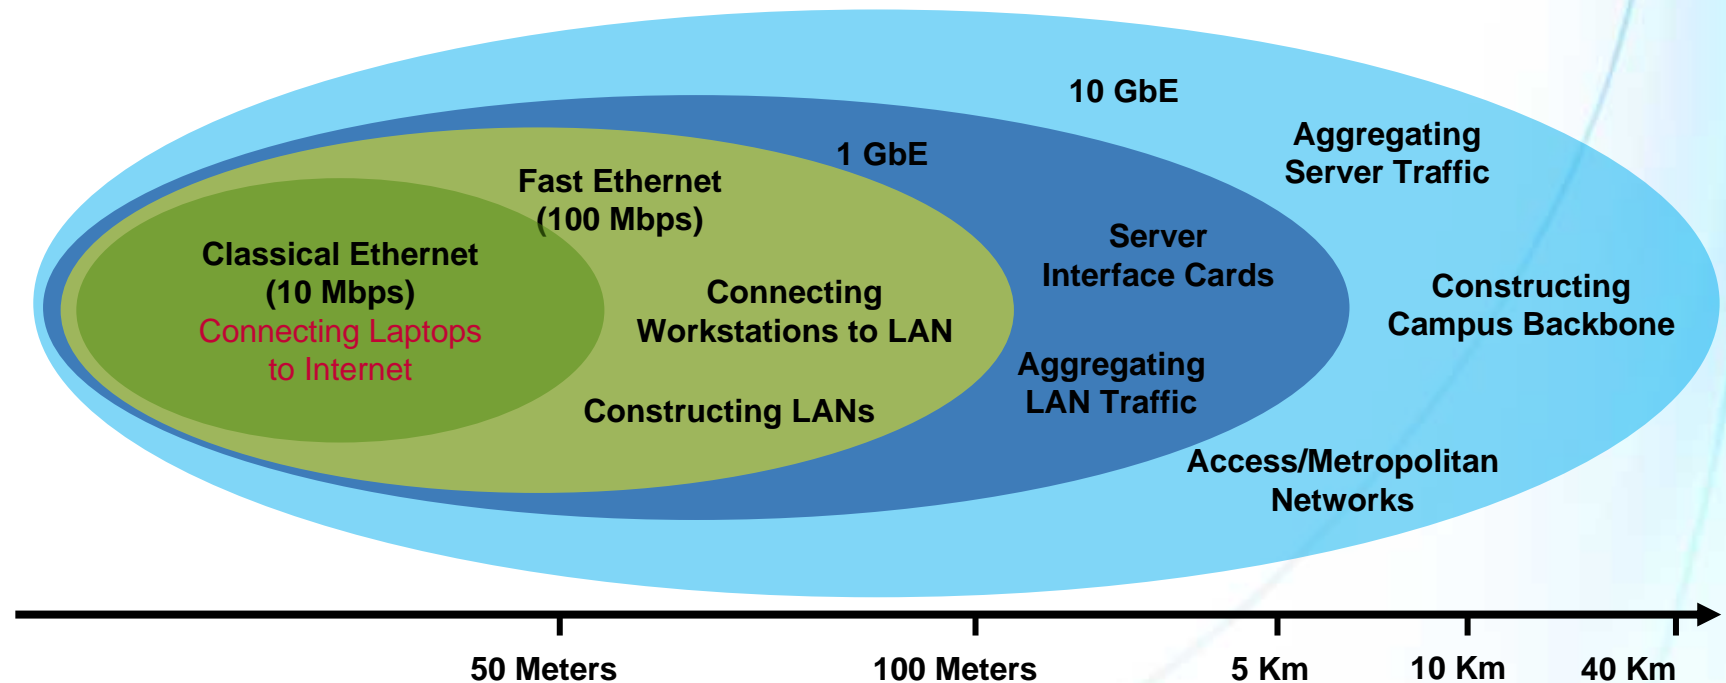 10 GbE
Aggregating
Server Traffic
1 GbE
Fast Ethernet
(100 Mbps)
Server
Interface Cards
Classical Ethernet
(10 Mbps)
Connecting Laptops
to Internet
Connecting
Workstations to LAN
Constructing
Campus Backbone
Aggregating
LAN Traffic
Constructing LANs
Access/Metropolitan
Networks
50 Meters
100 Meters
5 Km
10 Km
40 Km